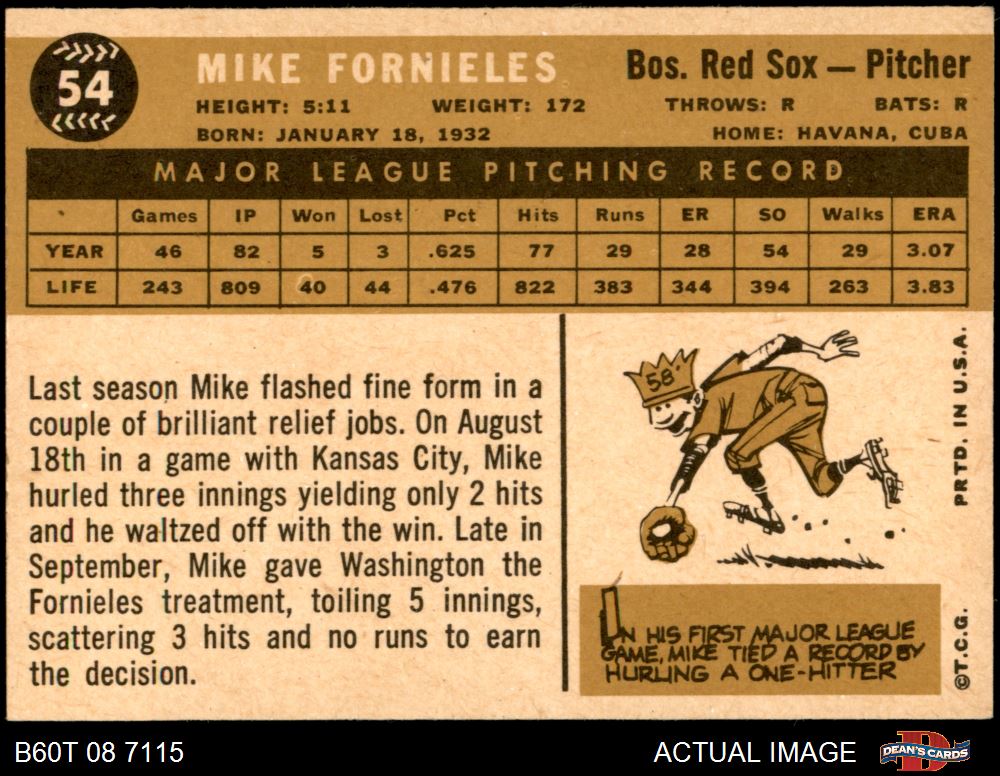 54
MIKE FORNIELES
Bos. Red Sox — Pitcher
HEIGHT: 5:11 WEIGHT: 172 THROWS: R BATS: R
BORN: JANUARY 18, 1932 HOME: HAVANA, CUBA
MAJOR LEAGUE PITCHING RECORD
Games IP Won Lost Pct Hits Runs ER SO Walks ERA
YEAR 46 82 5 3 .625 77 29 28 54 29 3.07
LIFE 243 809 40 44 .476 822 383 344 394 263 3.83
Last season Mike flashed fine form in a
couple of brilliant relief jobs. On August
18th in a game with Kansas City, Mike
hurled three innings yielding only 2 hits
and he waltzed off with the win. Late in
September, Mike gave Washington the
Fornieles treatment, toiling 5 innings,
scattering 3 hits and no runs to earn
the decision.
58
IN HIS FIRST MAJOR LEAGUE
GAME, MIKE TIED A RECORD BY
HURLING A ONE-HITTER
PRTD. IN U.S.A.
©T.C.G.
B60T 08 7115
ACTUAL IMAGE
D
DEAN'S CARDS